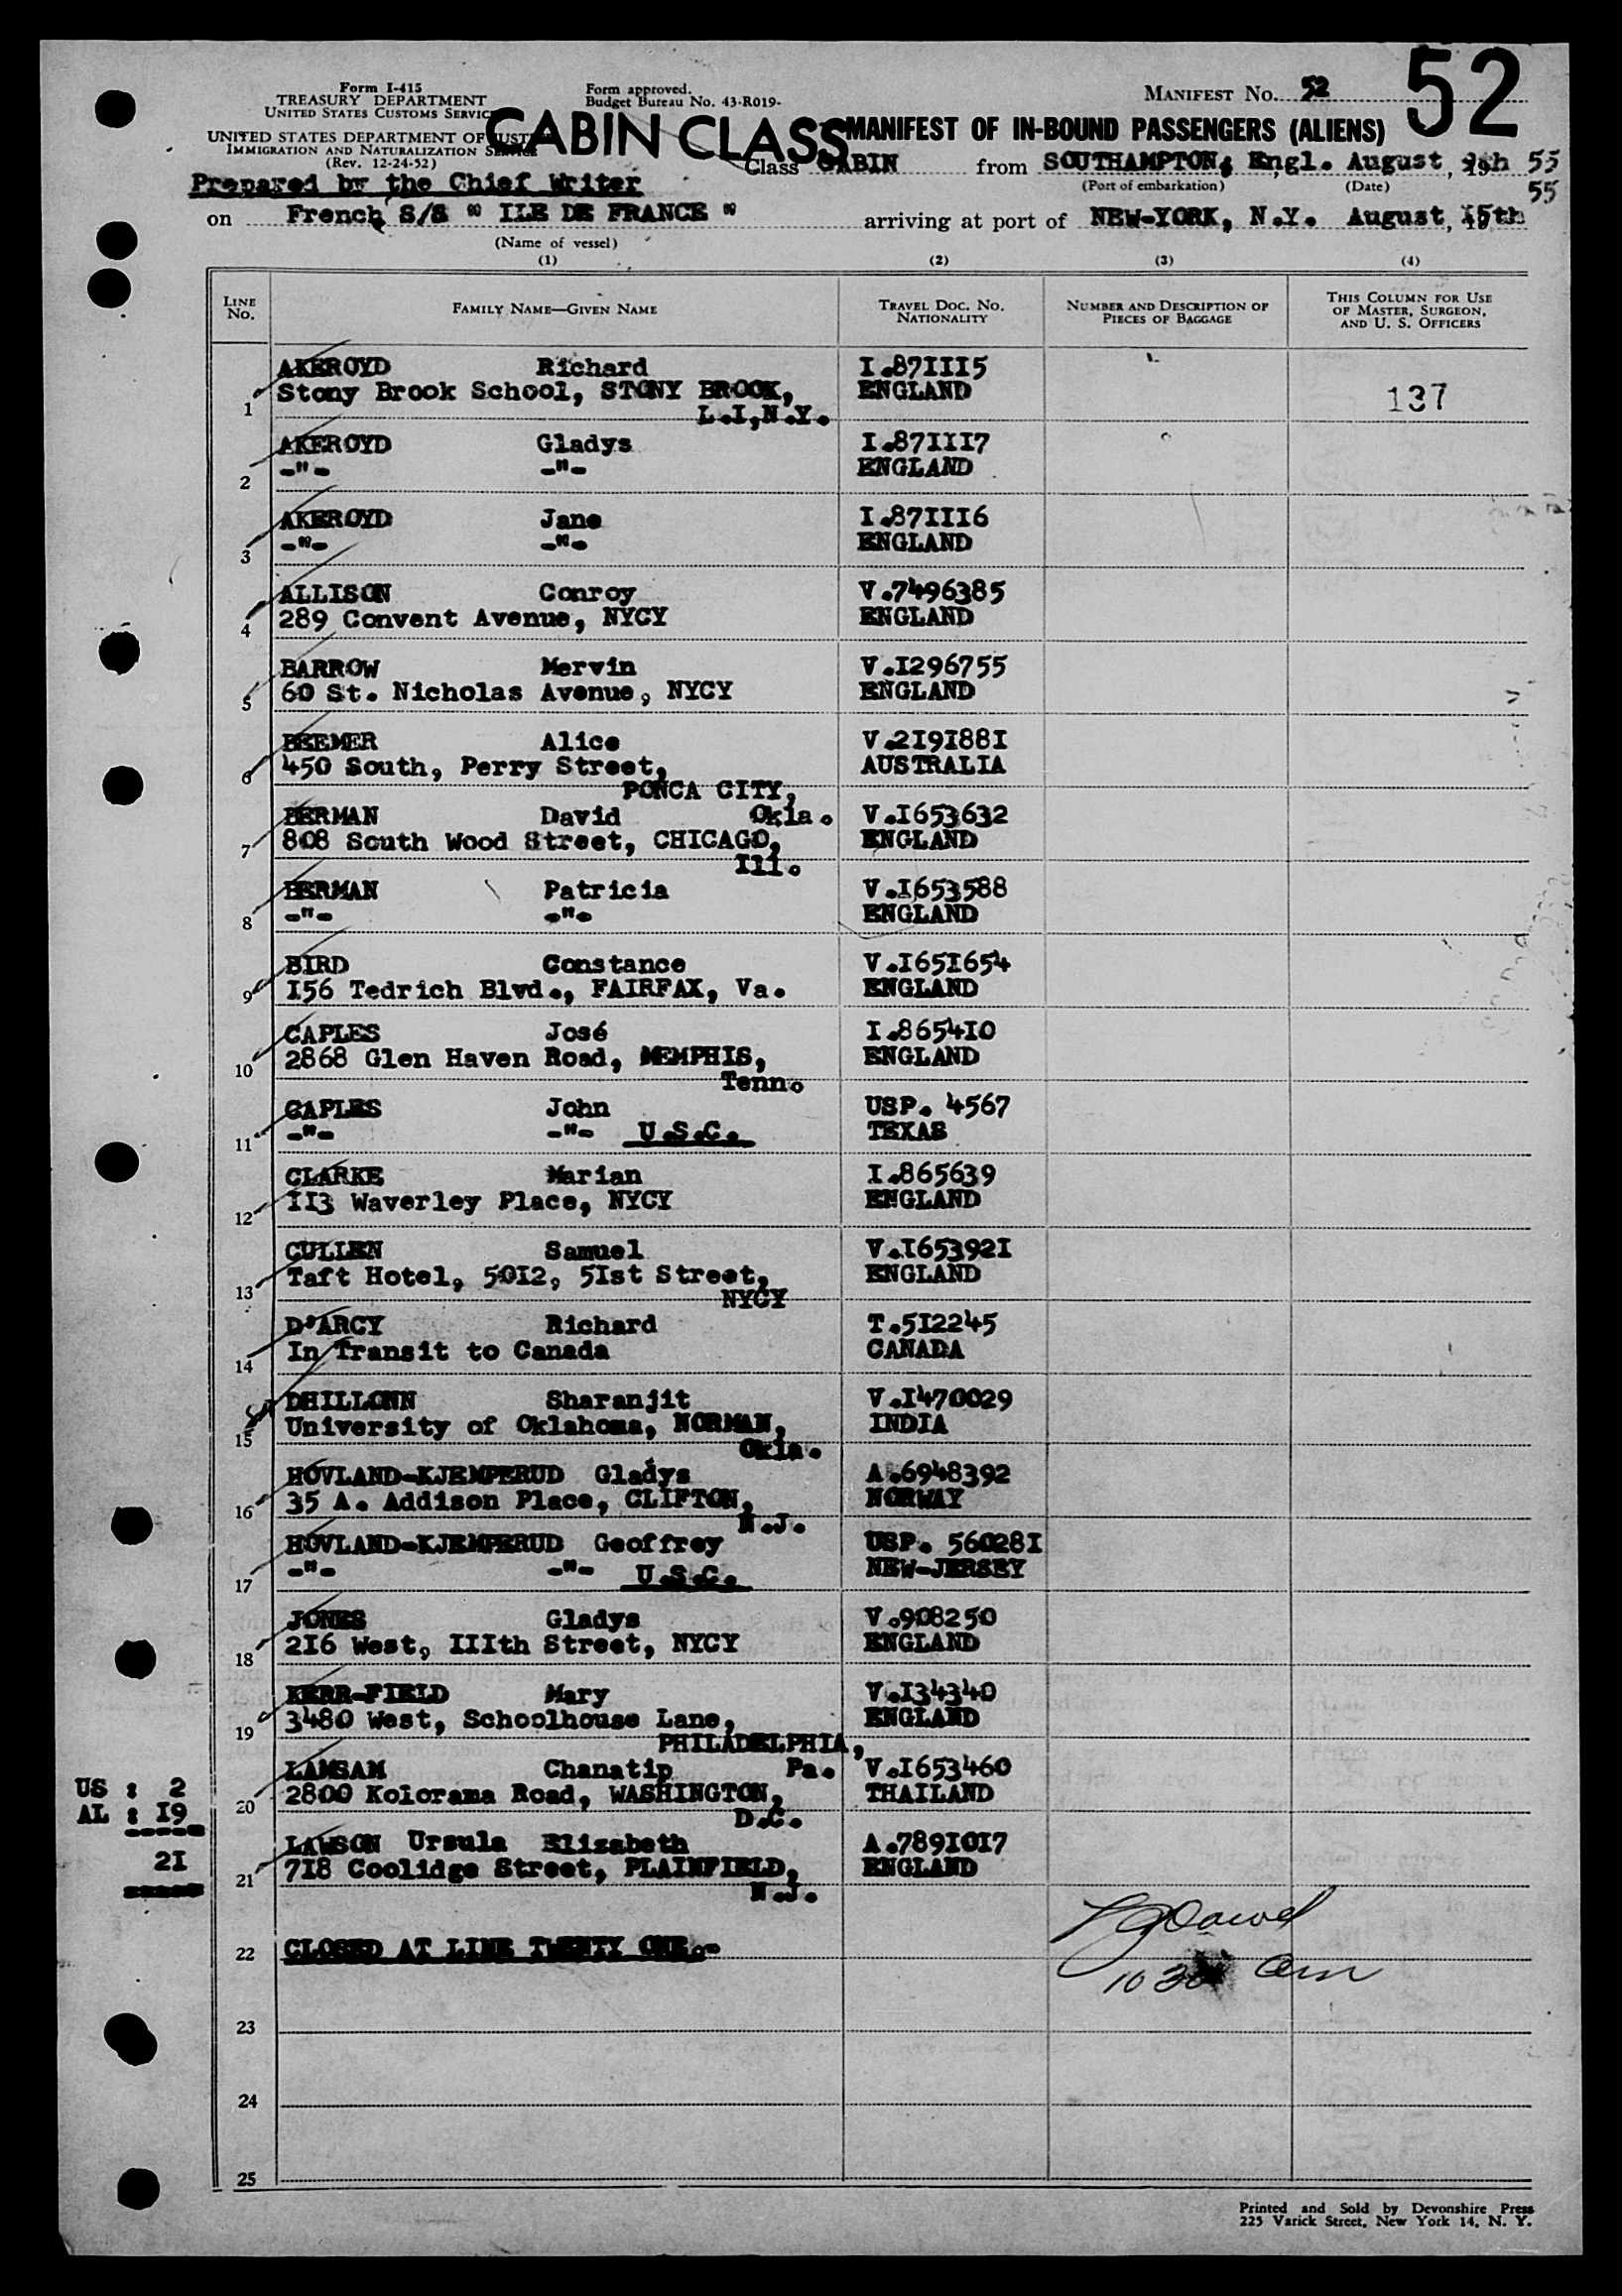 52
Form I-415
TREASURY DEPARTMENT
UNITED STATES CUSTOMS SERVICE
UNITED STATES DEPARTMENT OF JUSTICE
IMMIGRATION AND NATURALIZATION SERVICE
(Rev. 12-24-52)
Form approved.
Budget Bureau No. 43-R019-
MANIFEST NO. 52
CABIN CLASS
MANIFEST OF IN-BOUND PASSENGERS (ALIENS)
Class CABIN from SOUTHAMPTON, Engl. August, 9th 55
(Port of embarkation) (Date)
Prepared by the Chief Writer
55
on French S/S " ILE DE FRANCE " arriving at port of NEW-YORK, N.Y. August, 15th
(Name of vessel)
(1) (2) (3) (4)
LINE NO. FAMILY NAME—GIVEN NAME TRAVEL DOC. NO. NATIONALITY NUMBER AND DESCRIPTION OF PIECES OF BAGGAGE THIS COLUMN FOR USE OF MASTER, SURGEON, AND U. S. OFFICERS
AKEROYD Richard I.871115
1 Stony Brook School, STONY BROOK, ENGLAND 137
L.I,N.Y.
AKEROYD Gladys I.871117
2 -"- -"- ENGLAND
AKEROYD Jane I.871116
3 -"- -"- ENGLAND
ALLISON Conroy V.7496385
4 289 Convent Avenue, NYCY ENGLAND
BARROW Mervin V.1296755
5 60 St. Nicholas Avenue, NYCY ENGLAND
BEEMER Alice V.2191881
6 450 South, Perry Street, AUSTRALIA
PONCA CITY,
BERMAN David Okla. V.1653632
7 808 South Wood Street, CHICAGO, ENGLAND
Ill.
BERMAN Patricia V.1653588
8 -"- -"- ENGLAND
BIRD Constance V.1651654
9 156 Tedrich Blvd., FAIRFAX, Va. ENGLAND
CAPLES José I.865410
10 2868 Glen Haven Road, MEMPHIS, ENGLAND
Tenn.
CAPLES John USP. 4567
11 -"- -"- U.S.C. TEXAS
CLARKE Marian I.865639
12 113 Waverley Place, NYCY ENGLAND
CULLEN Samuel V.1653921
13 Taft Hotel, 5012, 51st Street, ENGLAND
NYCY
D'ARCY Richard T.512245
14 In Transit to Canada CANADA
DHILLONN Sharanjit V.1470029
15 University of Oklahoma, NORMAN, INDIA
Okla.
HOVLAND-KJEMPERUD Gladys A.6948392
16 35 A. Addison Place, CLIFTON, NORWAY
N.J.
HOVLAND-KJEMPERUD Geoffrey USP. 560281
17 -"- -"- U.S.C. NEW-JERSEY
JONES Gladys V.908250
18 216 West, 111th Street, NYCY ENGLAND
KERR-FIELD Mary V.134340
19 3480 West, Schoolhouse Lane, ENGLAND
PHILADELPHIA,
LAMSAM Chanatip Pa. V.1653460
20 2800 Kolorama Road, WASHINGTON, THAILAND
D.C.
US : 2
AL : 19
21
LAWSON Ursula Elizabeth A.7891017
21 718 Coolidge Street, PLAINFIELD, ENGLAND
N.J.
22 CLOSED AT LINE TWENTY ONE.-
10 30 am
23
24
25
Printed and Sold by Devonshire Press
225 Varick Street, New York 14, N. Y.